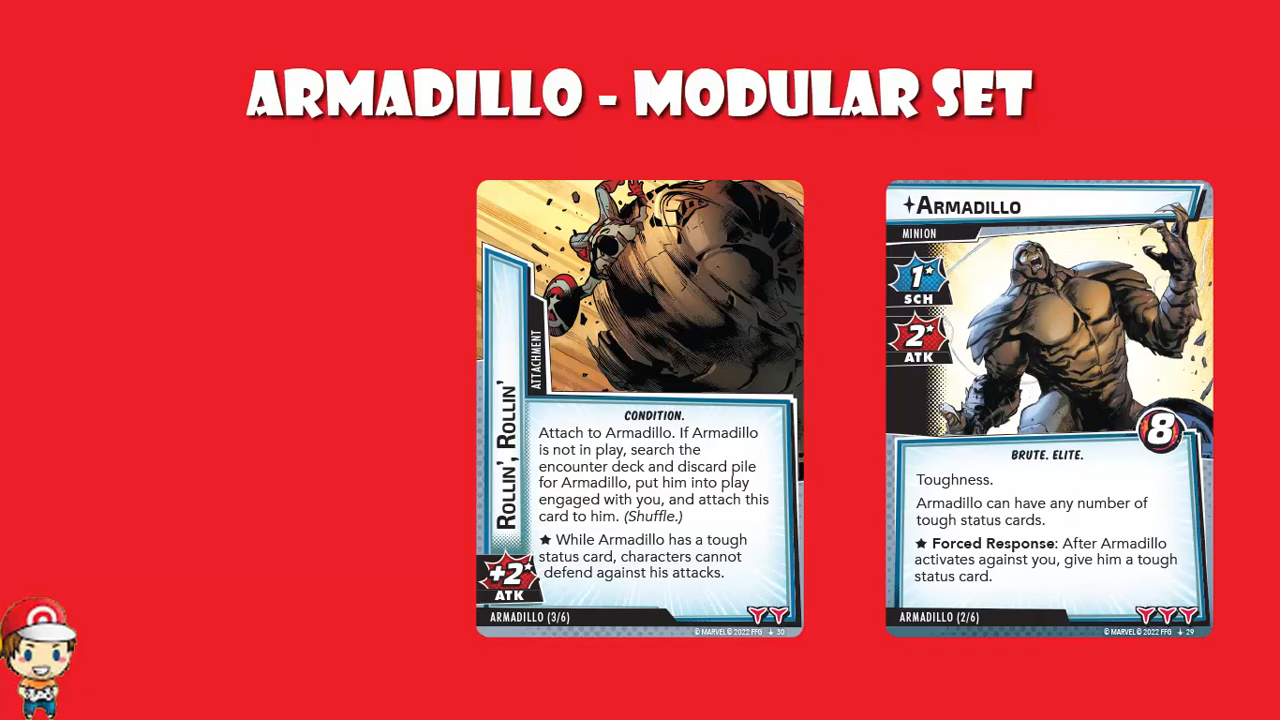 ARMADILLO - MODULAR SET
ROLLIN', ROLLIN'
ATTACHMENT
CONDITION.
Attach to Armadillo. If Armadillo
is not in play, search the
encounter deck and discard pile
for Armadillo, put him into play
engaged with you, and attach this
card to him. (Shuffle.)
★ While Armadillo has a tough
status card, characters cannot
defend against his attacks.
+2★
ATK
ARMADILLO (3/6)
© MARVEL © 2022 FFG 30
ARMADILLO
MINION
1★
SCH
2★
ATK
8
BRUTE. ELITE.
Toughness.
Armadillo can have any number of
tough status cards.
★ Forced Response: After Armadillo
activates against you, give him a tough
status card.
ARMADILLO (2/6)
© MARVEL © 2022 FFG 29